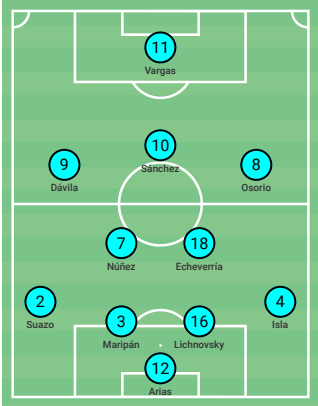 11
Vargas
10
Sánchez
9
Dávila
8
Osorio
7
Núñez
18
Echeverría
2
Suazo
4
Isla
3
Maripán
16
Lichnovsky
12
Arias